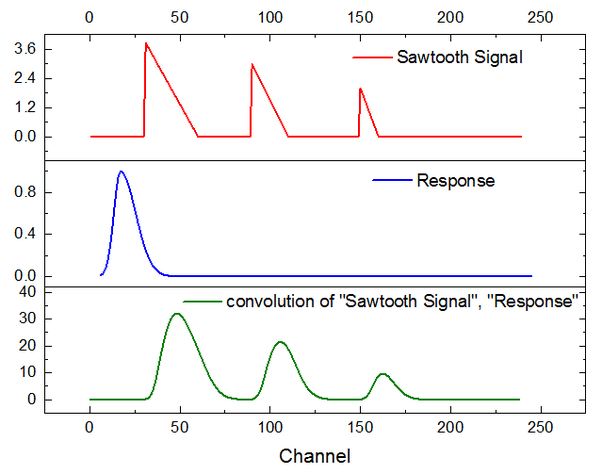 0 50 100 150 200 250
3.6
Sawtooth Signal
2.4
1.2
0.0
Response
0.8
0.4
0.0
40
convolution of "Sawtooth Signal", "Response"
30
20
10
0
0 50 100 150 200 250
Channel